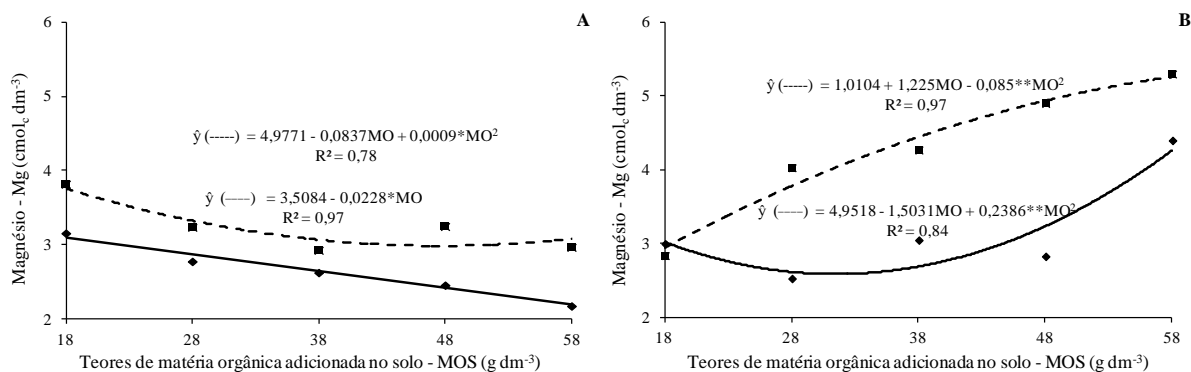 A
Magnésio - Mg (cmolc dm-3)
6
5
4
3
2
ŷ (-----) = 4,9771 - 0,0837MO + 0,0009*MO²
R² = 0,78
ŷ (——) = 3,5084 - 0,0228*MO
R² = 0,97
18 28 38 48 58
Teores de matéria orgânica adicionada no solo - MOS (g dm-3)
B
Magnésio - Mg (cmolc dm-3)
6
5
4
3
2
ŷ (-----) = 1,0104 + 1,225MO - 0,085**MO²
R² = 0,97
ŷ (——) = 4,9518 - 1,5031MO + 0,2386**MO²
R² = 0,84
18 28 38 48 58
Teores de matéria orgânica adicionada no solo - MOS (g dm-3)